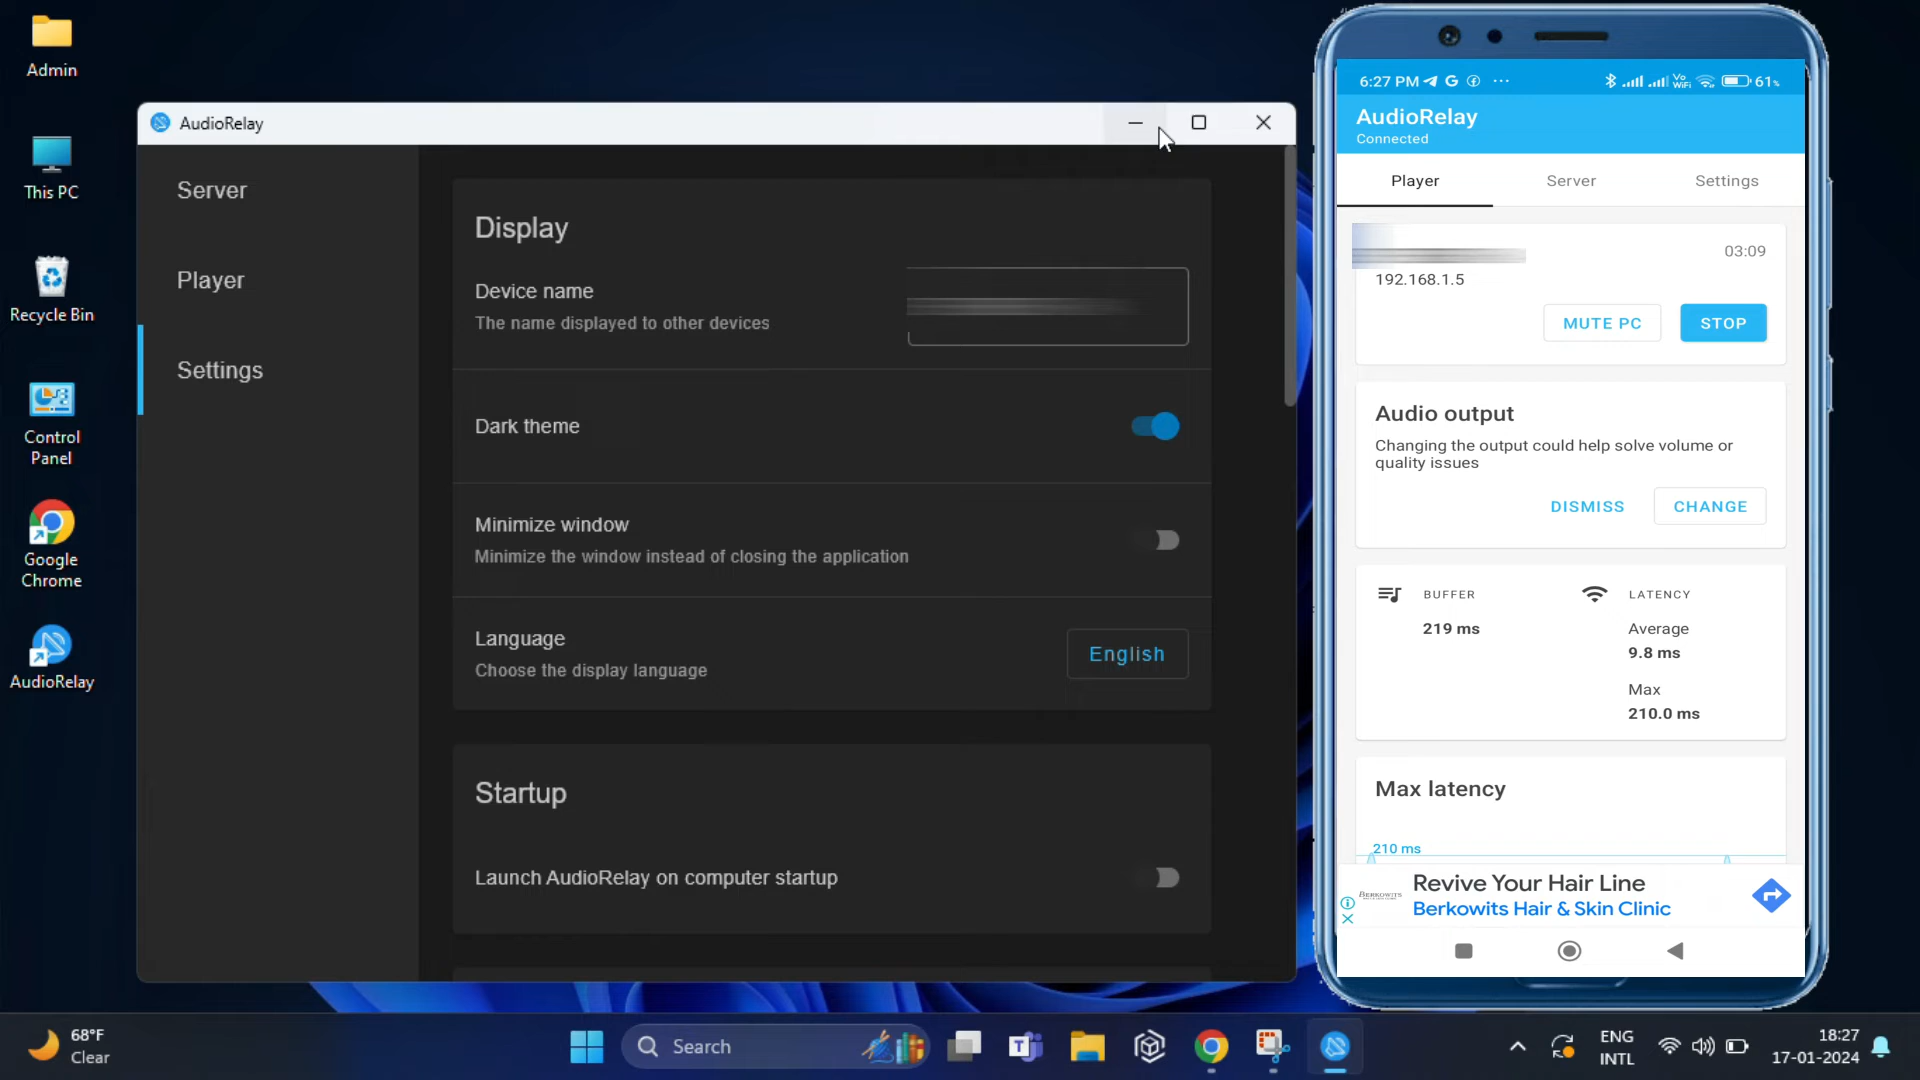 Admin
This PC
Recycle Bin
Control
Panel
Google
Chrome
AudioRelay
AudioRelay
Server
Player
Settings
Display
Device name
The name displayed to other devices
Dark theme
Minimize window
Minimize the window instead of closing the application
Language
Choose the display language
English
Startup
Launch AudioRelay on computer startup
6:27 PM
Vo
WiFi
61%
AudioRelay
Connected
Player
Server
Settings
03:09
192.168.1.5
MUTE PC
STOP
Audio output
Changing the output could help solve volume or
quality issues
DISMISS
CHANGE
BUFFER
219 ms
LATENCY
Average
9.8 ms
Max
210.0 ms
Max latency
210 ms
BERKOWITS
Revive Your Hair Line
Berkowits Hair & Skin Clinic
68°F
Clear
Search
ENG
INTL
18:27
17-01-2024